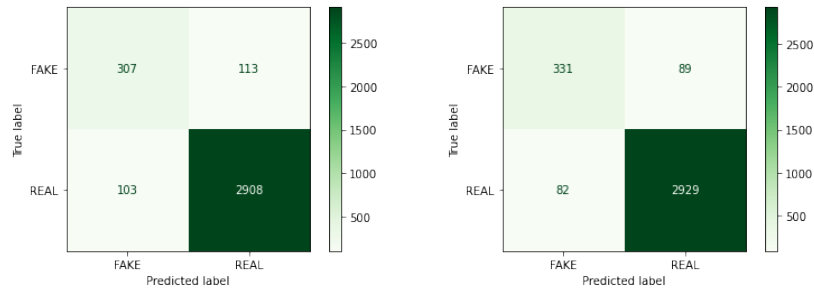 True label
FAKE
REAL
307 113
103 2908
FAKE REAL
Predicted label
2500
2000
1500
1000
500
True label
FAKE
REAL
331 89
82 2929
FAKE REAL
Predicted label
2500
2000
1500
1000
500